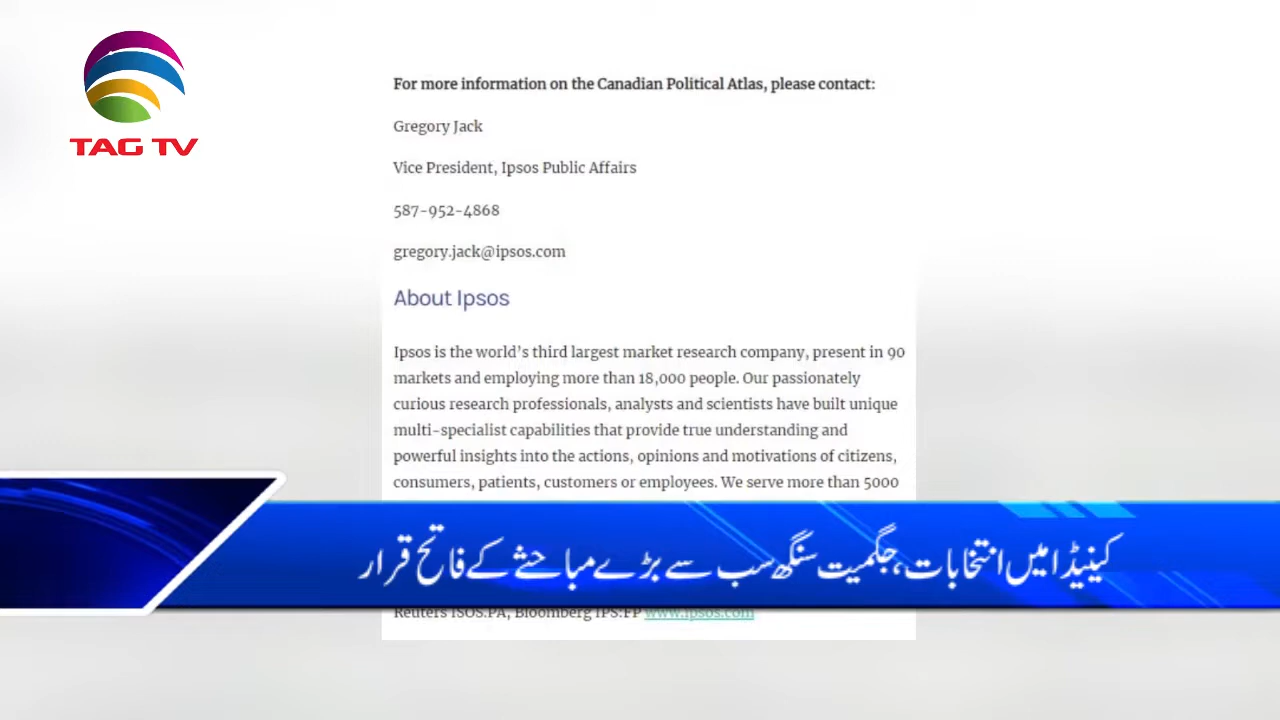 TAG TV
For more information on the Canadian Political Atlas, please contact:
Gregory Jack
Vice President, Ipsos Public Affairs
587-952-4868
gregory.jack@ipsos.com
About Ipsos
Ipsos is the world's third largest market research company, present in 90
markets and employing more than 18,000 people. Our passionately
curious research professionals, analysts and scientists have built unique
multi-specialist capabilities that provide true understanding and
powerful insights into the actions, opinions and motivations of citizens,
consumers, patients, customers or employees. We serve more than 5000
کینیڈا میں انتخابات، جگمیت سنگھ سب سے بڑے مباحثے کے فاتح قرار
Reuters ISOS.PA, Bloomberg IPS:FP www.ipsos.com